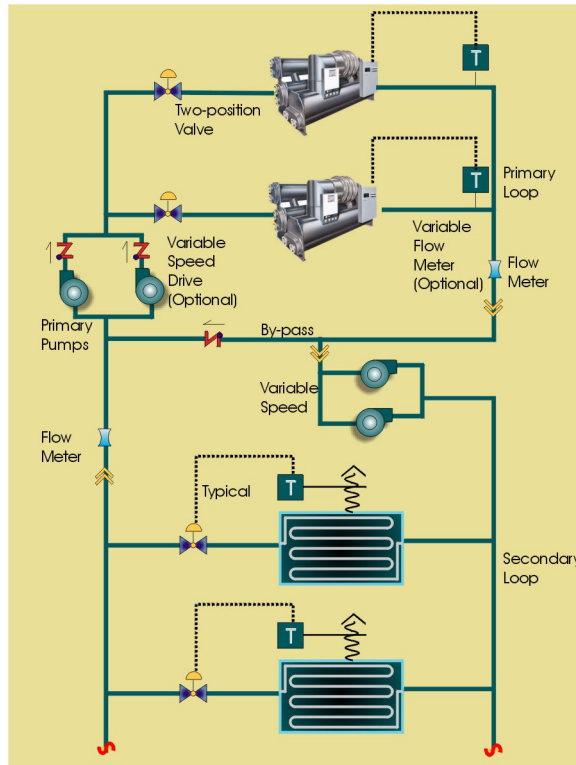 T
Two-position
Valve
T
Primary
Loop
Variable
Speed
Drive
(Optional)
Variable
Flow
Meter
(Optional)
Flow
Meter
Primary
Pumps
By-pass
Variable
Speed
Flow
Meter
Typical
T
Secondary
Loop
T